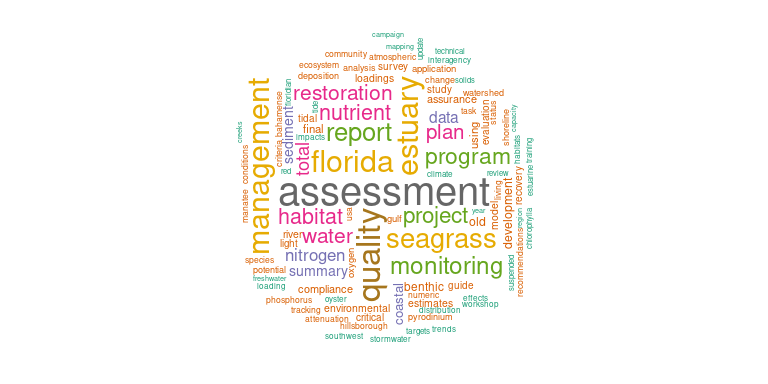 campaign
mapping
update
technical
community
atmospheric
interagency
ecosystem
analysis
survey
application
deposition
loadings
change
solids
floridian
restoration
study
watershed
management
tide
nutrient
estuary
assurance
task
status
capacity
creeks
bahamense
sediment
tidal
final
impacts
report
data
plan
using
evaluation
shoreline
habitats
training
criteria
conditions
total
florida
program
red
climate
review
estuarine
manatee
assessment
living
recovery
habitat
usa
gulf
project
year
old
model
development
region
chlorophylla
river
water
quality
seagrass
light
nitrogen
oxygen
monitoring
species
potential
summary
suspended
recommendations
freshwater
loading
compliance
benthic
guide
phosphorus
oyster
coastal
numeric
effects
tracking
environmental
estimates
workshop
distribution
attenuation
critical
pyrodinium
hillsborough
targets
trends
southwest
stormwater